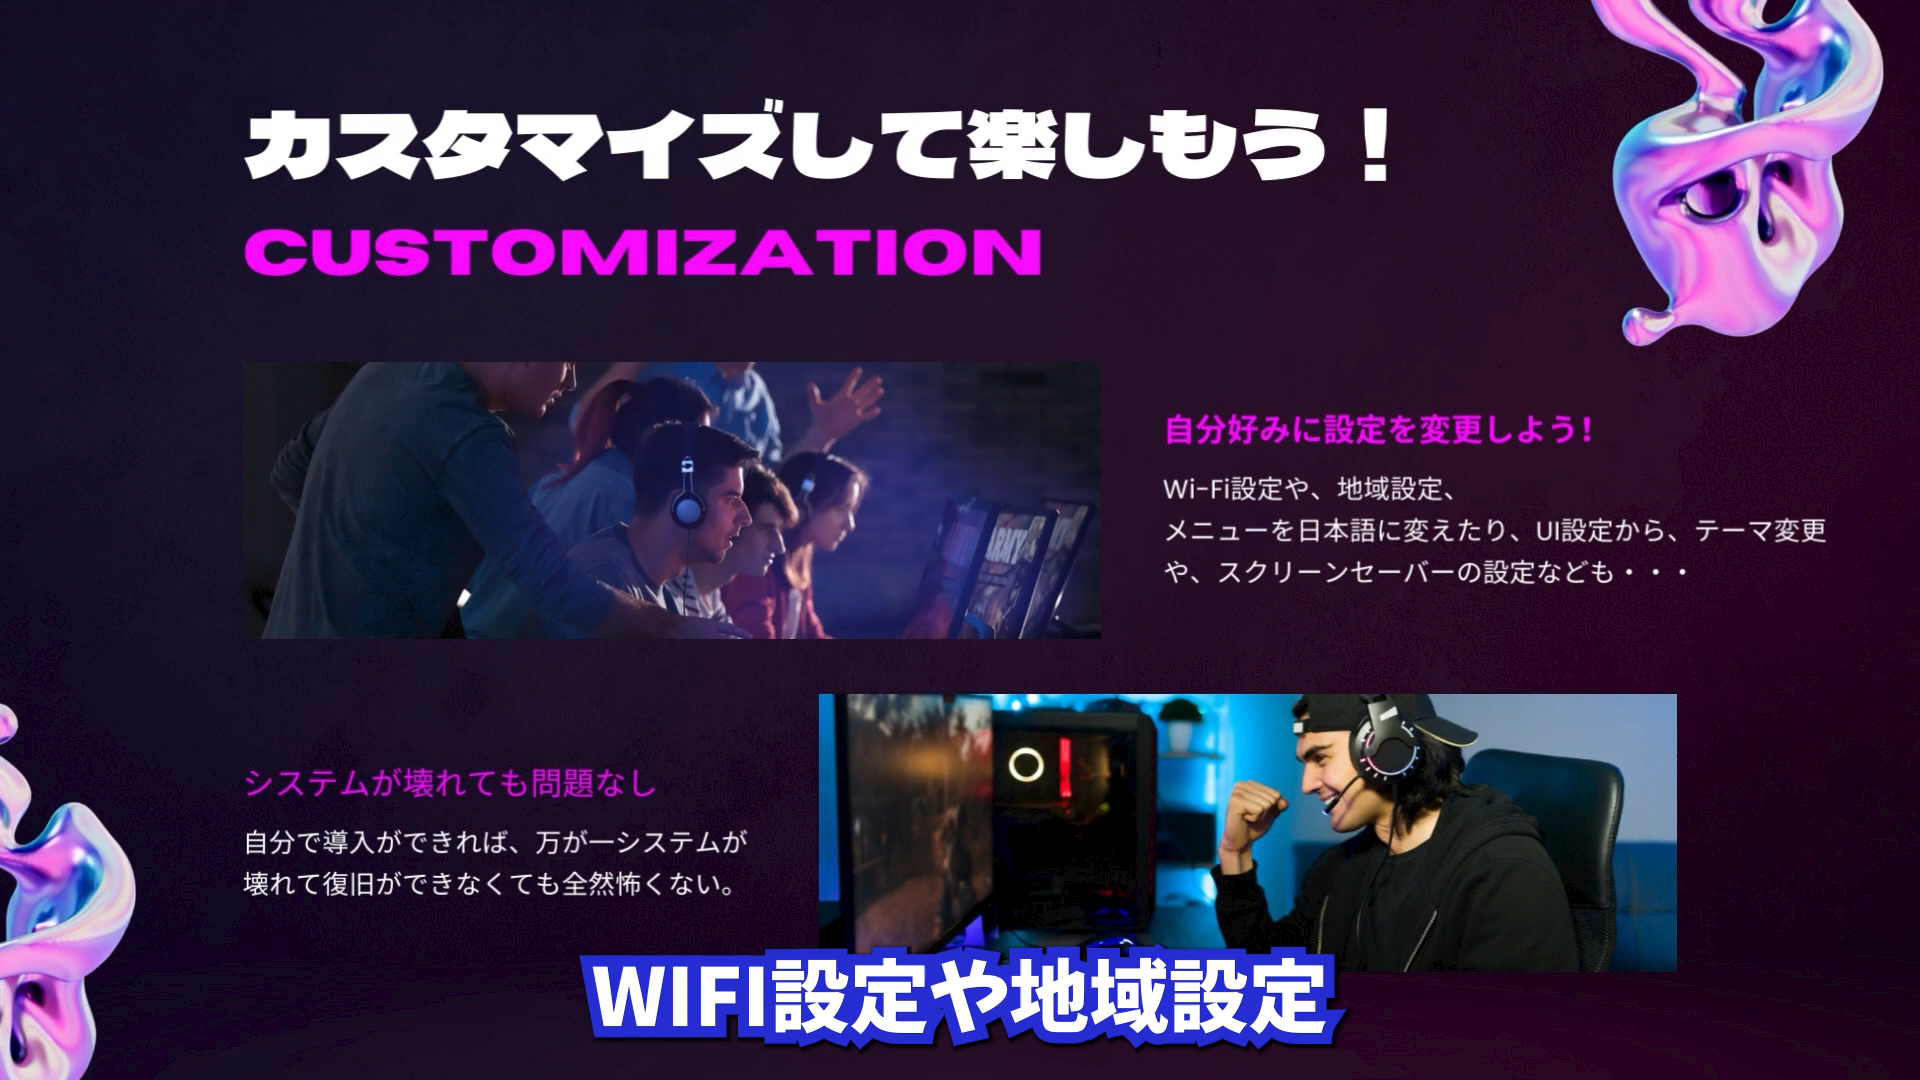 カスタマイズして楽しもう！
CUSTOMIZATION
自分好みに設定を変更しよう！
Wi-Fi設定や、地域設定、
メニューを日本語に変えたり、UI設定から、テーマ変更
や、スクリーンセーバーの設定なども・・・
ARMY
システムが壊れても問題なし
自分で導入ができれば、万が一システムが
壊れて復旧ができなくても全然怖くない。
WIFI設定や地域設定